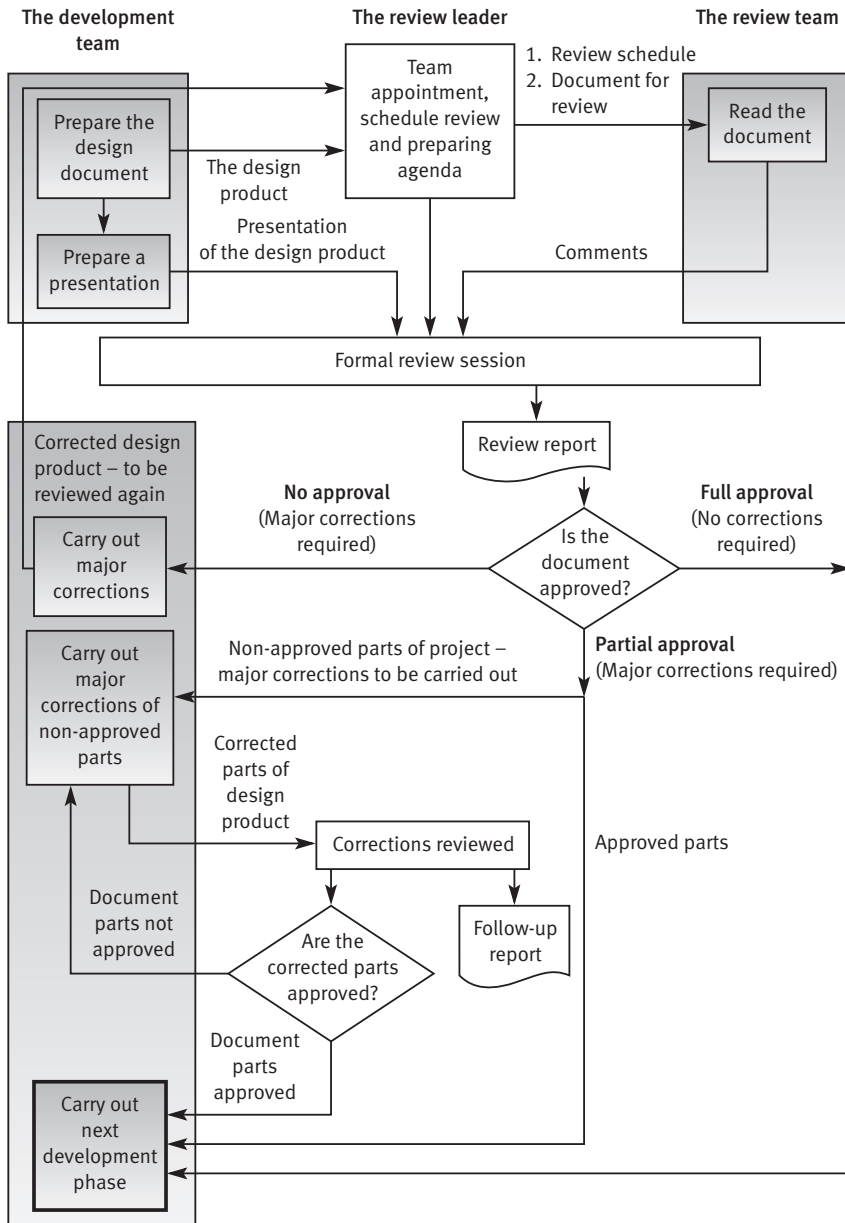 The development
team
The review leader
The review team
Prepare the
design
document
The design
product
Team
appointment,
schedule review
and preparing
agenda
1. Review schedule
2. Document for
review
Read the
document
Prepare a
presentation
Presentation
of the design product
Comments
Formal review session
Review report
Corrected design
product – to be
reviewed again
No approval
(Major corrections
required)
Full approval
(No corrections
required)
Is the
document
approved?
Carry out
major
corrections
Partial approval
(Major corrections required)
Non-approved parts of project –
major corrections to be carried out
Carry out
major
corrections of
non-approved
parts
Corrected
parts of
design
product
Corrections reviewed
Approved parts
Document
parts not
approved
Are the
corrected parts
approved?
Follow-up
report
Document
parts
approved
Carry out
next
development
phase